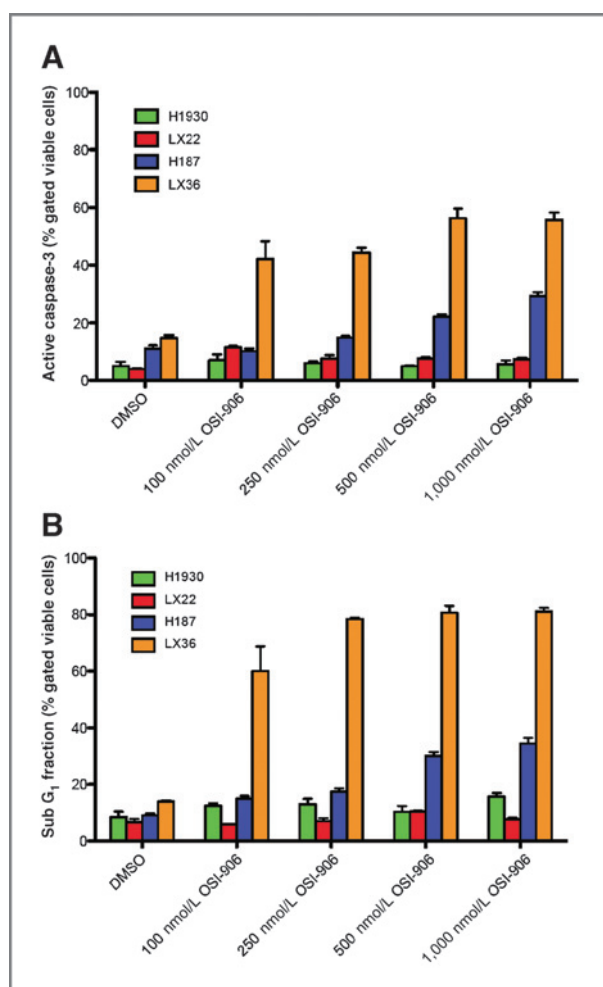 A
Active caspase-3 (% gated viable cells)
100
80
60
40
20
0
H1930
LX22
H187
LX36
DMSO
100 nmol/L OSI-906
250 nmol/L OSI-906
500 nmol/L OSI-906
1,000 nmol/L OSI-906
B
Sub G₁ fraction (% gated viable cells)
100
80
60
40
20
0
H1930
LX22
H187
LX36
DMSO
100 nmol/L OSI-906
250 nmol/L OSI-906
500 nmol/L OSI-906
1,000 nmol/L OSI-906